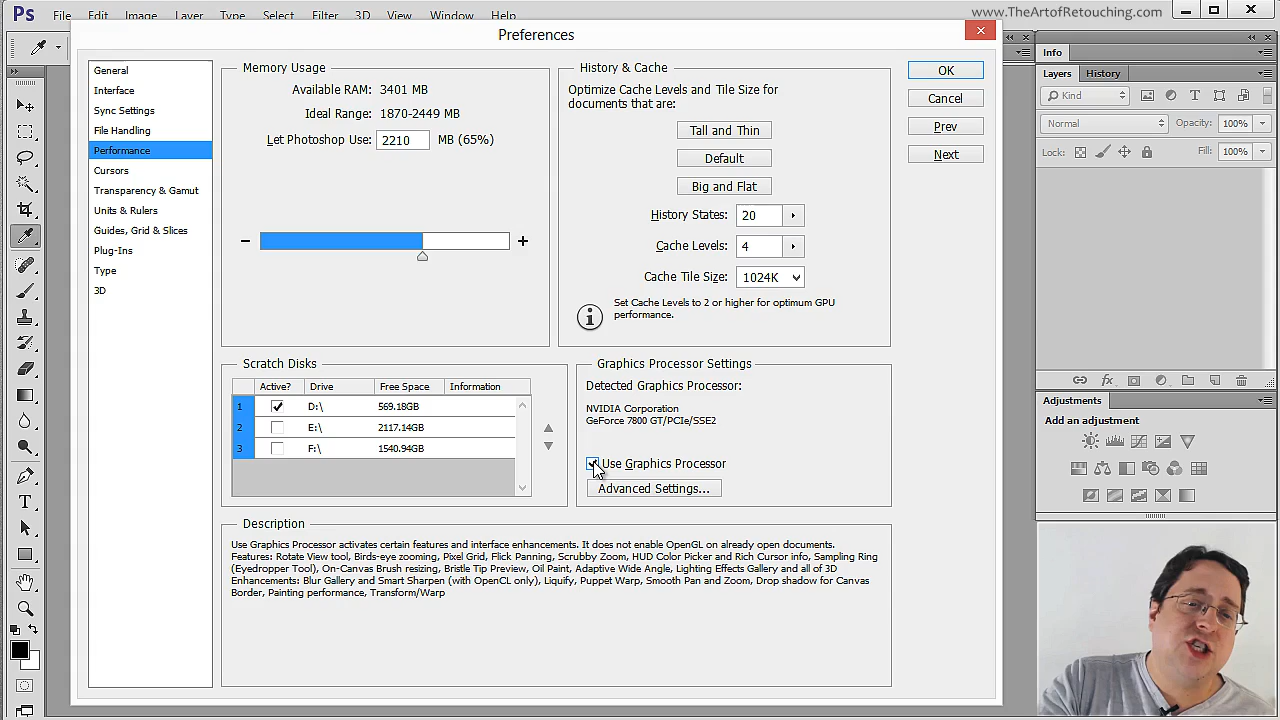 www.TheArtofRetouching.com
Ps File Edit Image Layer Type Select Filter 3D View Window Help
Preferences
General
Interface
Sync Settings
File Handling
Performance
Cursors
Transparency & Gamut
Units & Rulers
Guides, Grid & Slices
Plug-Ins
Type
3D
Memory Usage
Available RAM: 3401 MB
Ideal Range: 1870-2449 MB
Let Photoshop Use: 2210 MB (65%)
− +
History & Cache
Optimize Cache Levels and Tile Size for
documents that are:
Tall and Thin
Default
Big and Flat
History States: 20
Cache Levels: 4
Cache Tile Size: 1024K
Set Cache Levels to 2 or higher for optimum GPU
performance.
OK
Cancel
Prev
Next
Scratch Disks
Active? Drive Free Space Information
1 D:\ 569.18GB
2 E:\ 2117.14GB
3 F:\ 1540.94GB
Graphics Processor Settings
Detected Graphics Processor:
NVIDIA Corporation
GeForce 7800 GT/PCIe/SSE2
Use Graphics Processor
Advanced Settings...
Description
Use Graphics Processor activates certain features and interface enhancements. It does not enable OpenGL on already open documents.
Features: Rotate View tool, Birds-eye zooming, Pixel Grid, Flick Panning, Scrubby Zoom, HUD Color Picker and Rich Cursor info, Sampling Ring
(Eyedropper Tool), On-Canvas Brush resizing, Bristle Tip Preview, Oil Paint, Adaptive Wide Angle, Lighting Effects Gallery and all of 3D
Enhancements: Blur Gallery and Smart Sharpen (with OpenCL only), Liquify, Puppet Warp, Smooth Pan and Zoom, Drop shadow for Canvas
Border, Painting performance, Transform/Warp
Info
Layers History
Kind
Normal Opacity: 100%
Lock: Fill: 100%
Adjustments
Add an adjustment